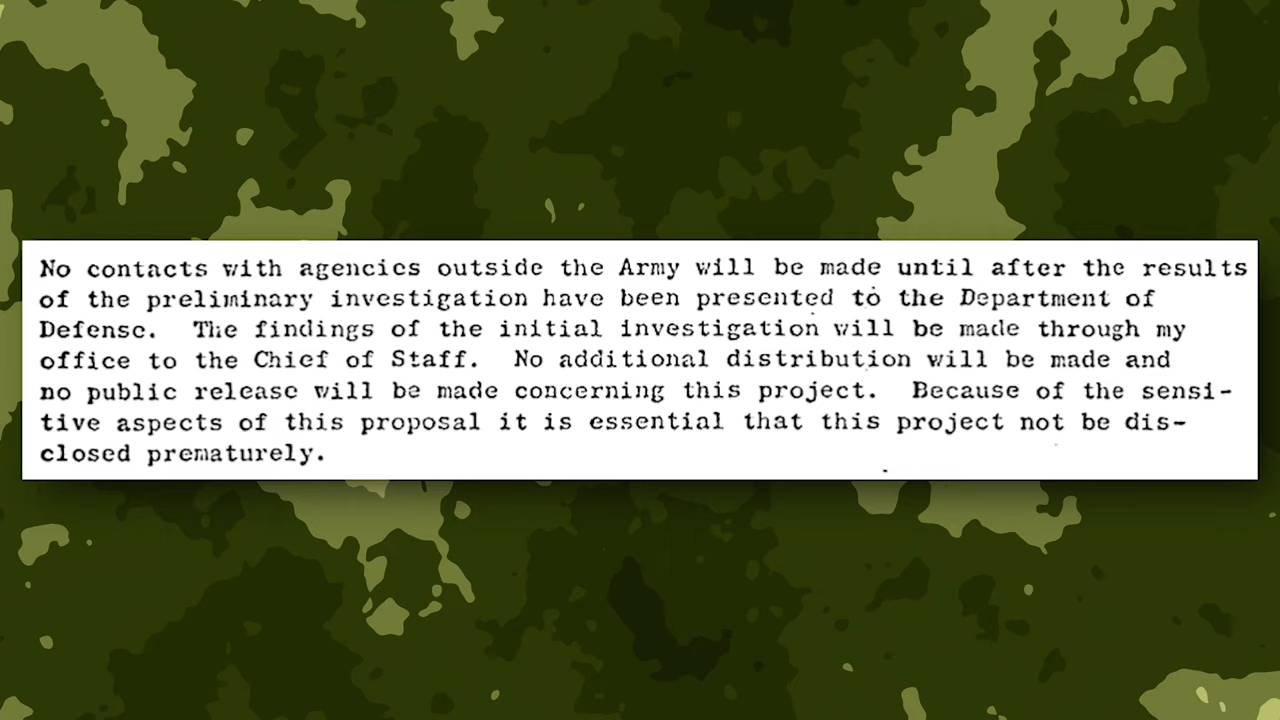 No contacts with agencies outside the Army will be made until after the results
of the preliminary investigation have been presented to the Department of
Defense.  The findings of the initial investigation will be made through my
office to the Chief of Staff.  No additional distribution will be made and
no public release will be made concerning this project.  Because of the sensi-
tive aspects of this proposal it is essential that this project not be dis-
closed prematurely.